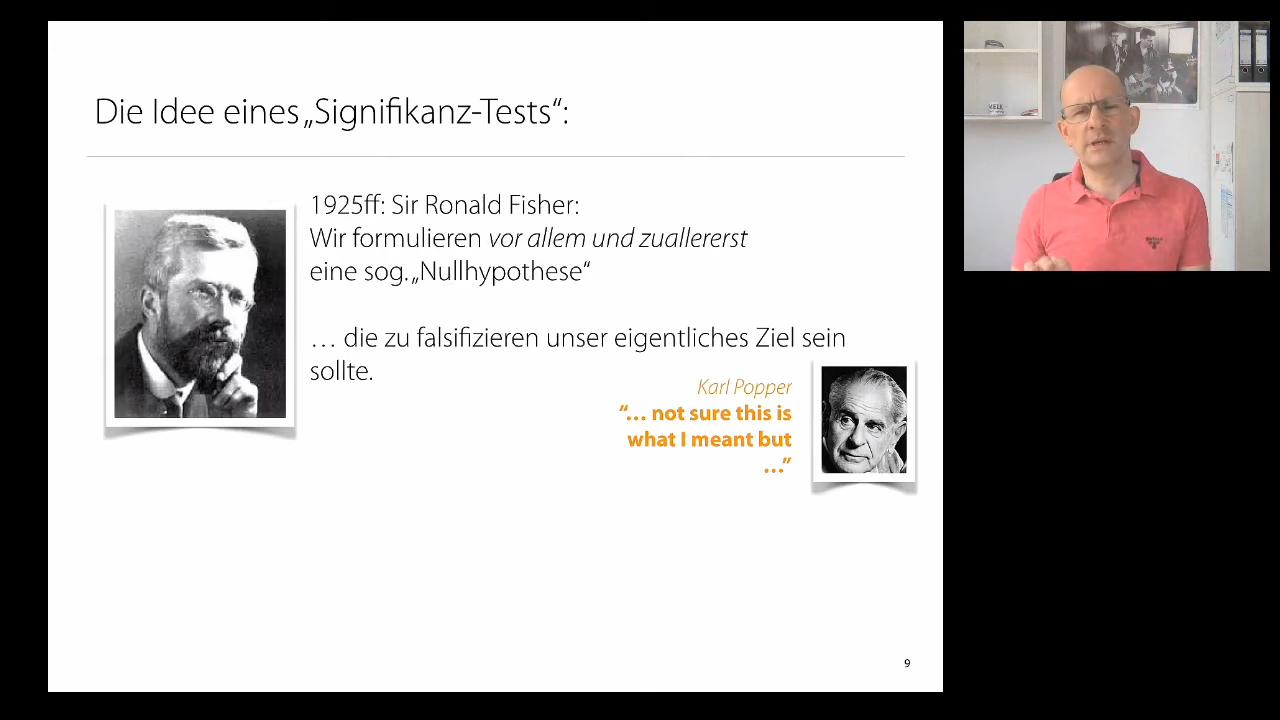 Die Idee eines „Signifikanz-Tests“:
1925ff: Sir Ronald Fisher:
Wir formulieren vor allem und zuallererst
eine sog. „Nullhypothese“
… die zu falsifizieren unser eigentliches Ziel sein
sollte.
Karl Popper
“… not sure this is
what I meant but
…”
9